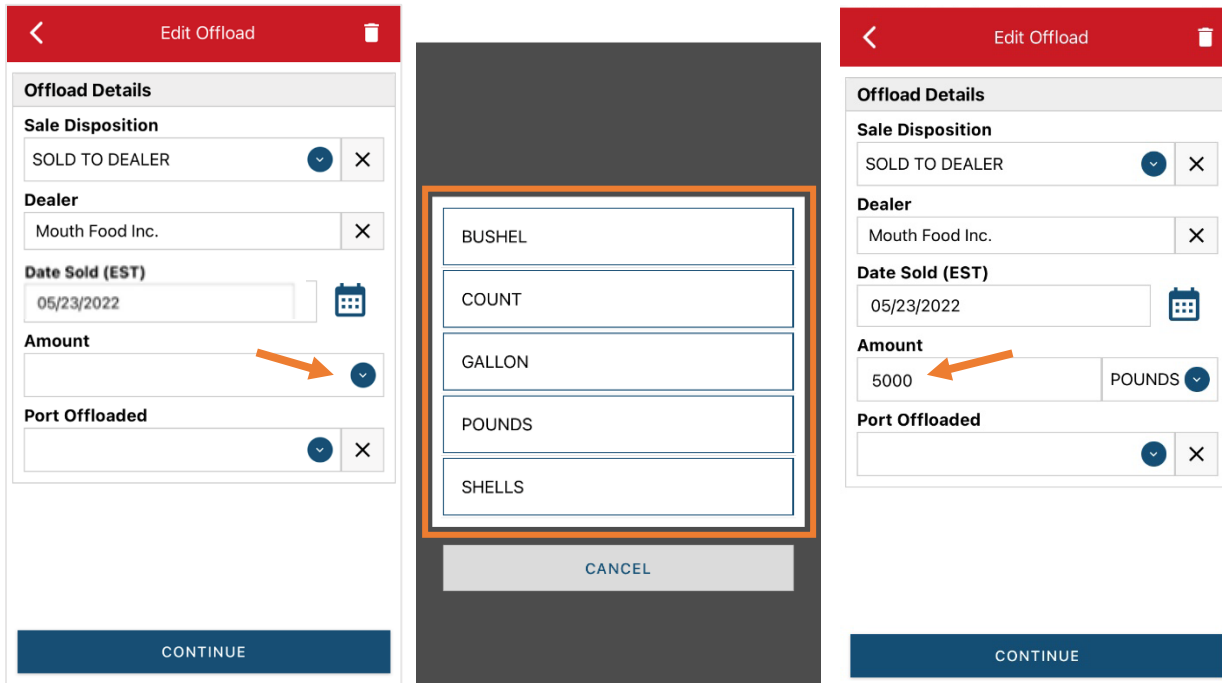 Edit Offload
Offload Details
Sale Disposition
SOLD TO DEALER
Dealer
Mouth Food Inc.
Date Sold (EST)
05/23/2022
Amount
Port Offloaded
CONTINUE
BUSHEL
COUNT
GALLON
POUNDS
SHELLS
CANCEL
Edit Offload
Offload Details
Sale Disposition
SOLD TO DEALER
Dealer
Mouth Food Inc.
Date Sold (EST)
05/23/2022
Amount
5000 POUNDS
Port Offloaded
CONTINUE